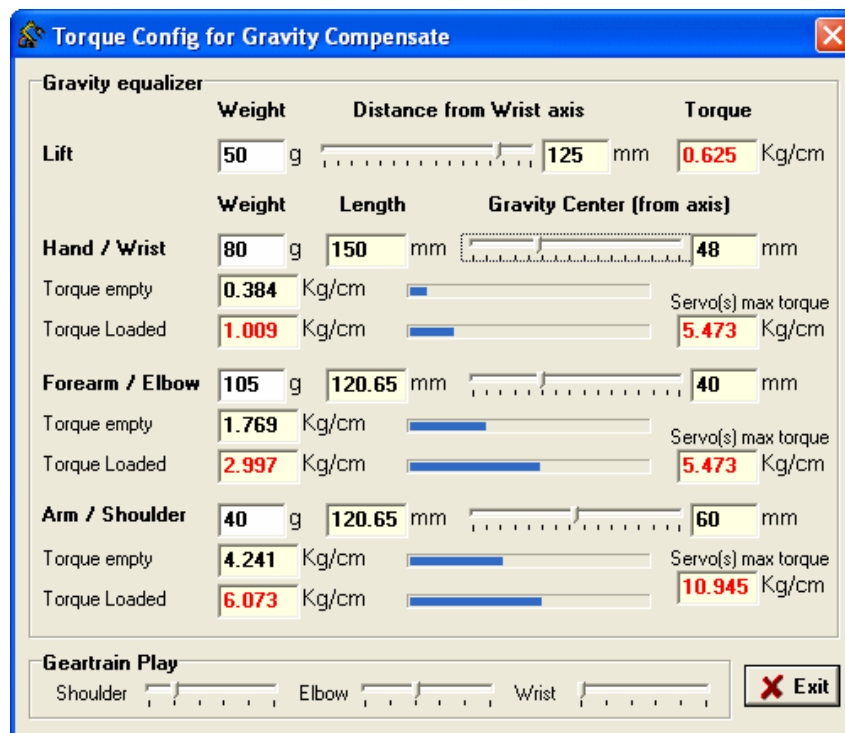 Torque Config for Gravity Compensate
Gravity equalizer
Weight Distance from Wrist axis Torque
Lift 50 g 125 mm 0.625 Kg/cm
Weight Length Gravity Center (from axis)
Hand / Wrist 80 g 150 mm 48 mm
Torque empty 0.384 Kg/cm
Servo(s) max torque
Torque Loaded 1.009 Kg/cm 5.473 Kg/cm
Forearm / Elbow 105 g 120.65 mm 40 mm
Torque empty 1.769 Kg/cm
Servo(s) max torque
Torque Loaded 2.997 Kg/cm 5.473 Kg/cm
Arm / Shoulder 40 g 120.65 mm 60 mm
Torque empty 4.241 Kg/cm Servo(s) max torque
10.945 Kg/cm
Torque Loaded 6.073 Kg/cm
Geartrain Play
Shoulder Elbow Wrist Exit